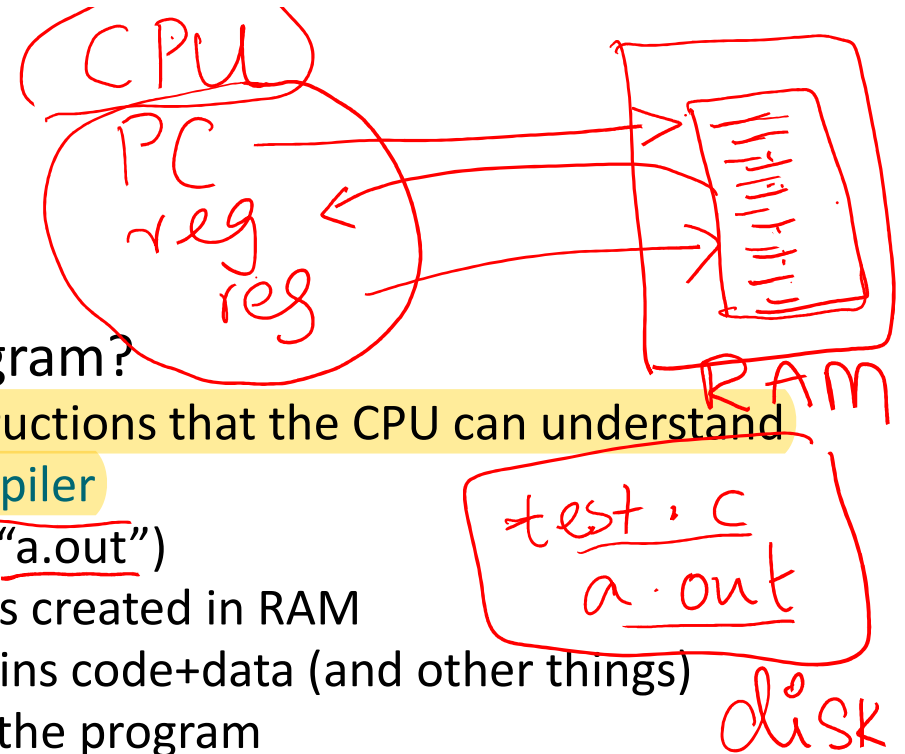 CPU
PC
reg
reg
RAM
gram?
uctions that the CPU can understand
piler
“a.out”)
s created in RAM
ins code+data (and other things)
the program
test.c
a.out
disk